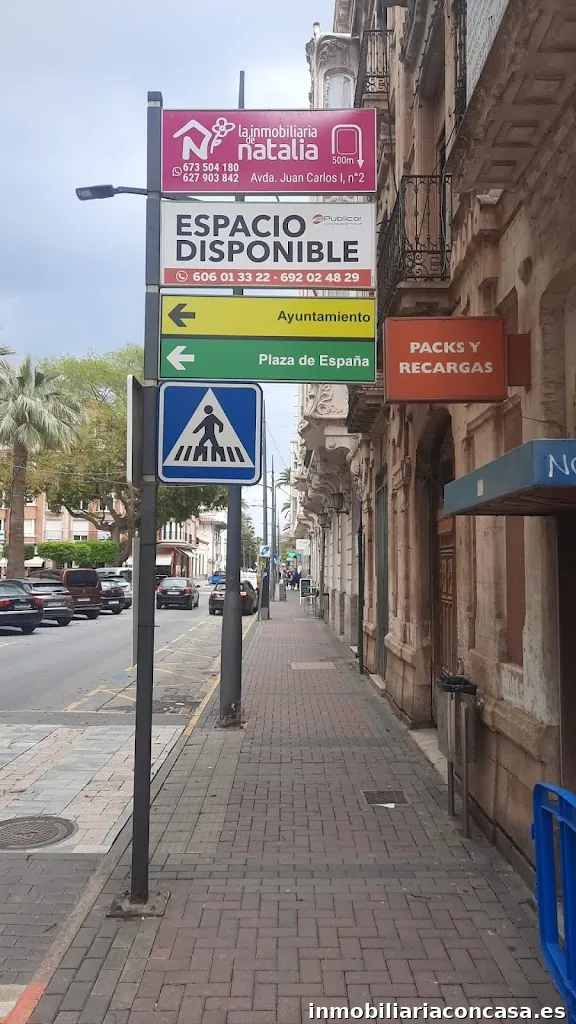 la inmobiliaria
de
natalia
500m
673 504 180
627 903 842
Avda. Juan Carlos I, n°2
ESPACIO
Publicor
DISPONIBLE
606 01 33 22 · 692 02 48 29
Ayuntamiento
Plaza de España
PACKS Y
RECARGAS
inmobiliariaconcasa.es